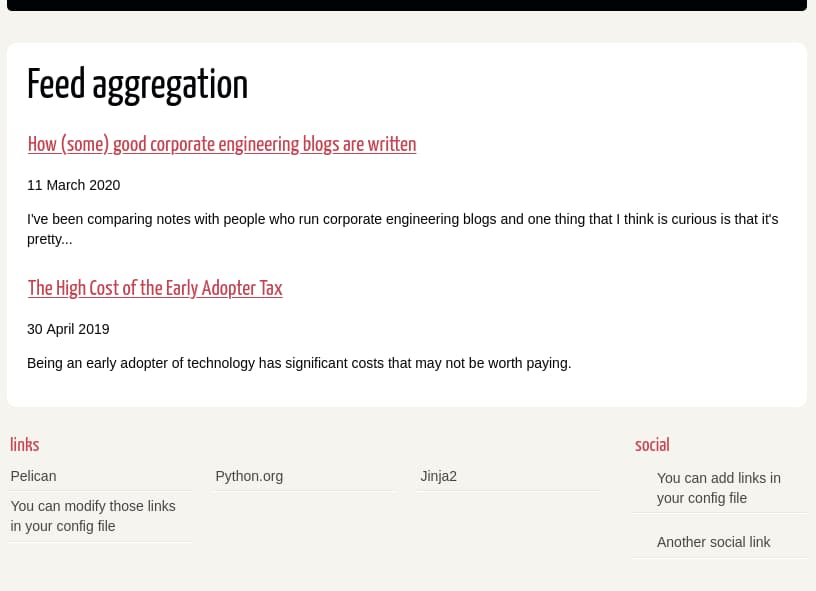 Feed aggregation
How (some) good corporate engineering blogs are written
11 March 2020
I've been comparing notes with people who run corporate engineering blogs and one thing that I think is curious is that it's
pretty...
The High Cost of the Early Adopter Tax
30 April 2019
Being an early adopter of technology has significant costs that may not be worth paying.
links
Pelican
Python.org
Jinja2
You can modify those links
in your config file
social
You can add links in
your config file
Another social link